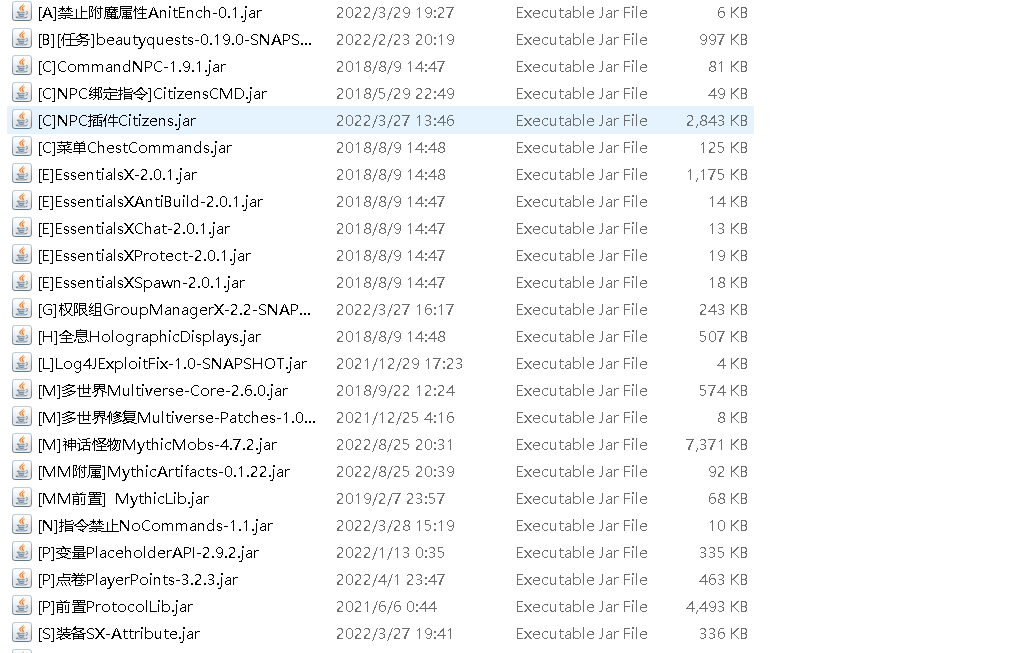 [A]禁止附魔属性AnitEnch-0.1.jar 2022/3/29 19:27 Executable Jar File 6 KB
[B][任务]beautyquests-0.19.0-SNAPS... 2022/2/23 20:19 Executable Jar File 997 KB
[C]CommandNPC-1.9.1.jar 2018/8/9 14:47 Executable Jar File 81 KB
[C]NPC绑定指令]CitizensCMD.jar 2018/5/29 22:49 Executable Jar File 49 KB
[C]NPC插件Citizens.jar 2022/3/27 13:46 Executable Jar File 2,843 KB
[C]菜单ChestCommands.jar 2018/8/9 14:48 Executable Jar File 125 KB
[E]EssentialsX-2.0.1.jar 2018/8/9 14:48 Executable Jar File 1,175 KB
[E]EssentialsXAntiBuild-2.0.1.jar 2018/8/9 14:47 Executable Jar File 14 KB
[E]EssentialsXChat-2.0.1.jar 2018/8/9 14:47 Executable Jar File 13 KB
[E]EssentialsXProtect-2.0.1.jar 2018/8/9 14:47 Executable Jar File 19 KB
[E]EssentialsXSpawn-2.0.1.jar 2018/8/9 14:47 Executable Jar File 18 KB
[G]权限组GroupManagerX-2.2-SNAP... 2022/3/27 16:17 Executable Jar File 243 KB
[H]全息HolographicDisplays.jar 2018/8/9 14:48 Executable Jar File 507 KB
[L]Log4JExploitFix-1.0-SNAPSHOT.jar 2021/12/29 17:23 Executable Jar File 4 KB
[M]多世界Multiverse-Core-2.6.0.jar 2018/9/22 12:24 Executable Jar File 574 KB
[M]多世界修复Multiverse-Patches-1.0... 2021/12/25 4:16 Executable Jar File 8 KB
[M]神话怪物MythicMobs-4.7.2.jar 2022/8/25 20:31 Executable Jar File 7,371 KB
[MM附属]MythicArtifacts-0.1.22.jar 2022/8/25 20:39 Executable Jar File 92 KB
[MM前置] MythicLib.jar 2019/2/7 23:57 Executable Jar File 68 KB
[N]指令禁止NoCommands-1.1.jar 2022/3/28 15:19 Executable Jar File 10 KB
[P]变量PlaceholderAPI-2.9.2.jar 2022/1/13 0:35 Executable Jar File 335 KB
[P]点卷PlayerPoints-3.2.3.jar 2022/4/1 23:47 Executable Jar File 463 KB
[P]前置ProtocolLib.jar 2021/6/6 0:44 Executable Jar File 4,493 KB
[S]装备SX-Attribute.jar 2022/3/27 19:41 Executable Jar File 336 KB